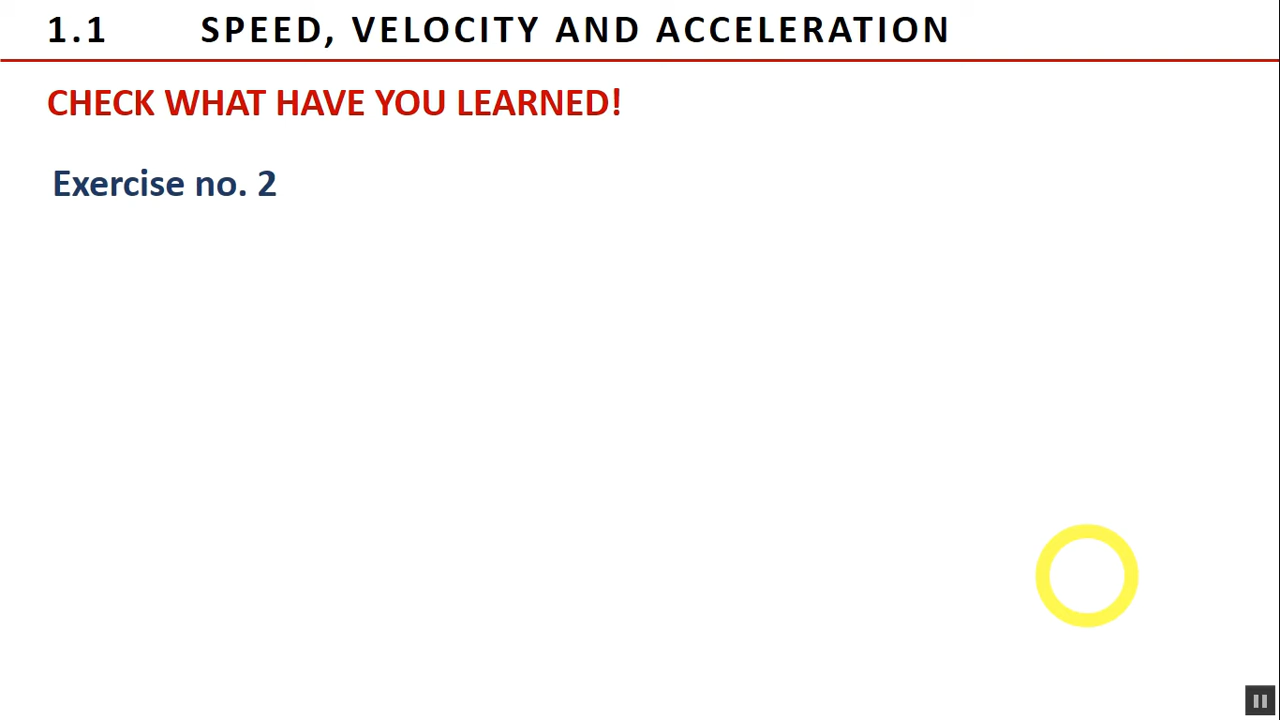 1.1 SPEED, VELOCITY AND ACCELERATION
CHECK WHAT HAVE YOU LEARNED!
Exercise no. 2